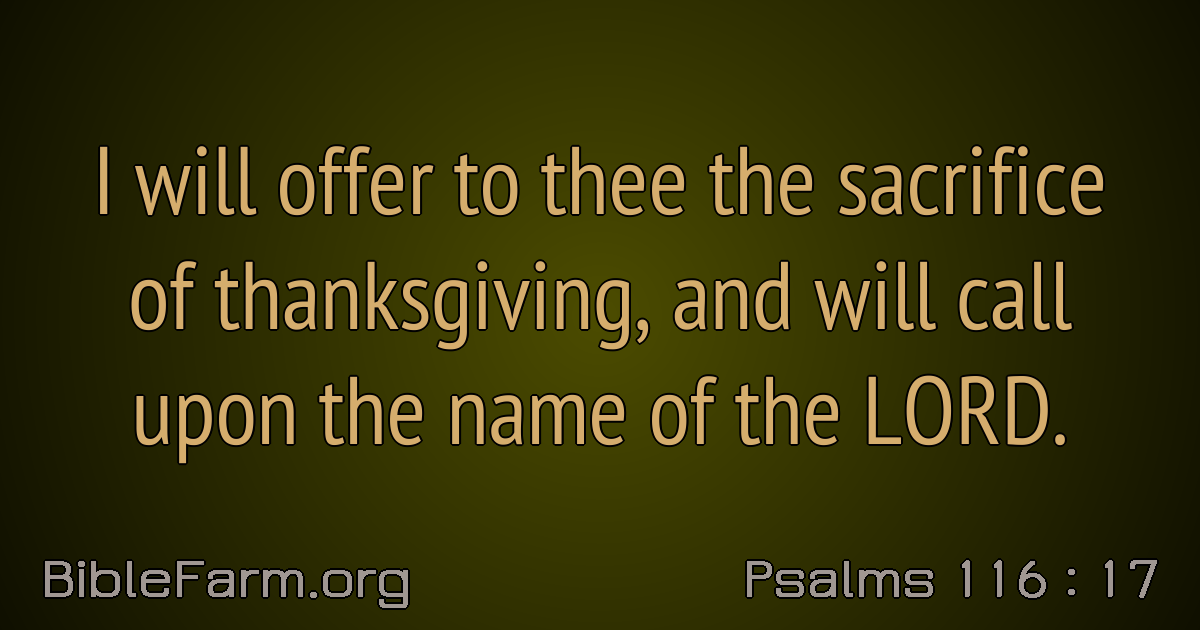 I will offer to thee the sacrifice
of thanksgiving, and will call
upon the name of the LORD.
BibleFarm.org
Psalms 116 : 17